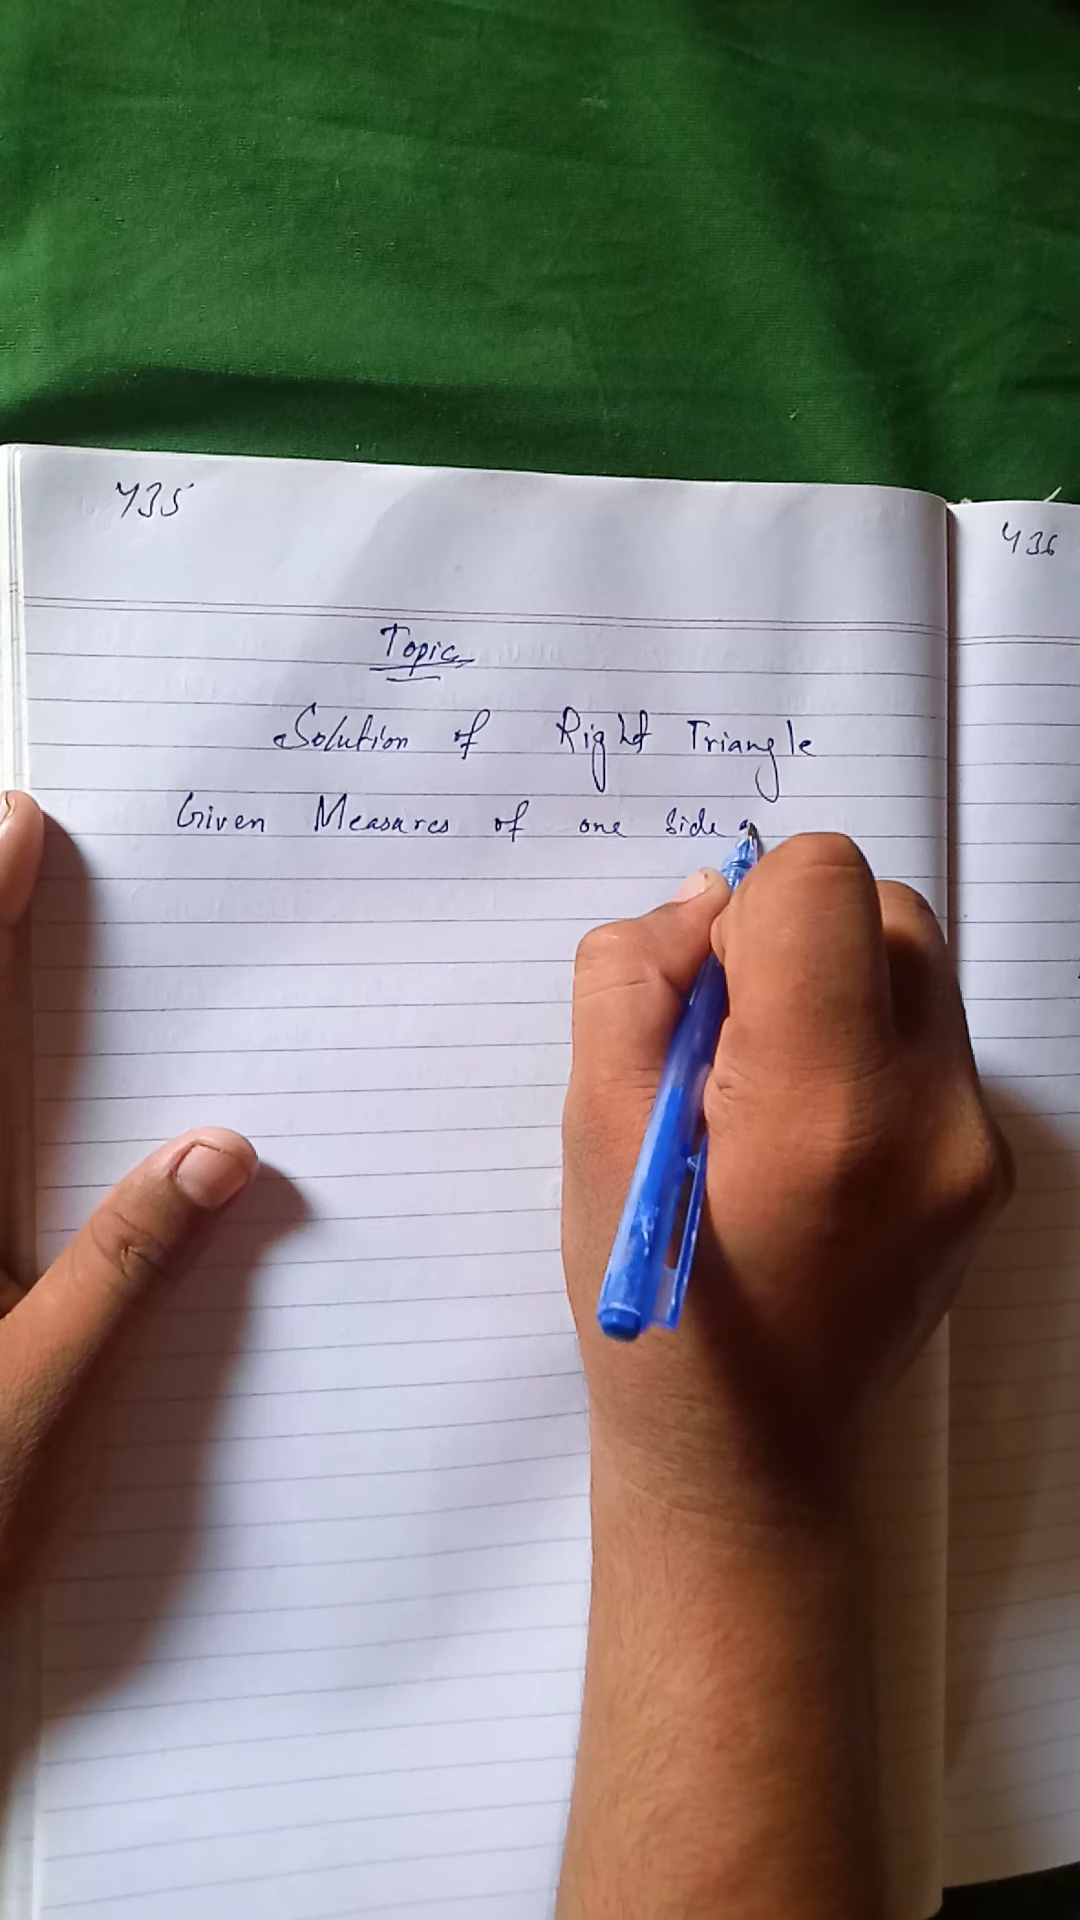 435
436
Topic
Solution of Right Triangle
Given Measures of one side